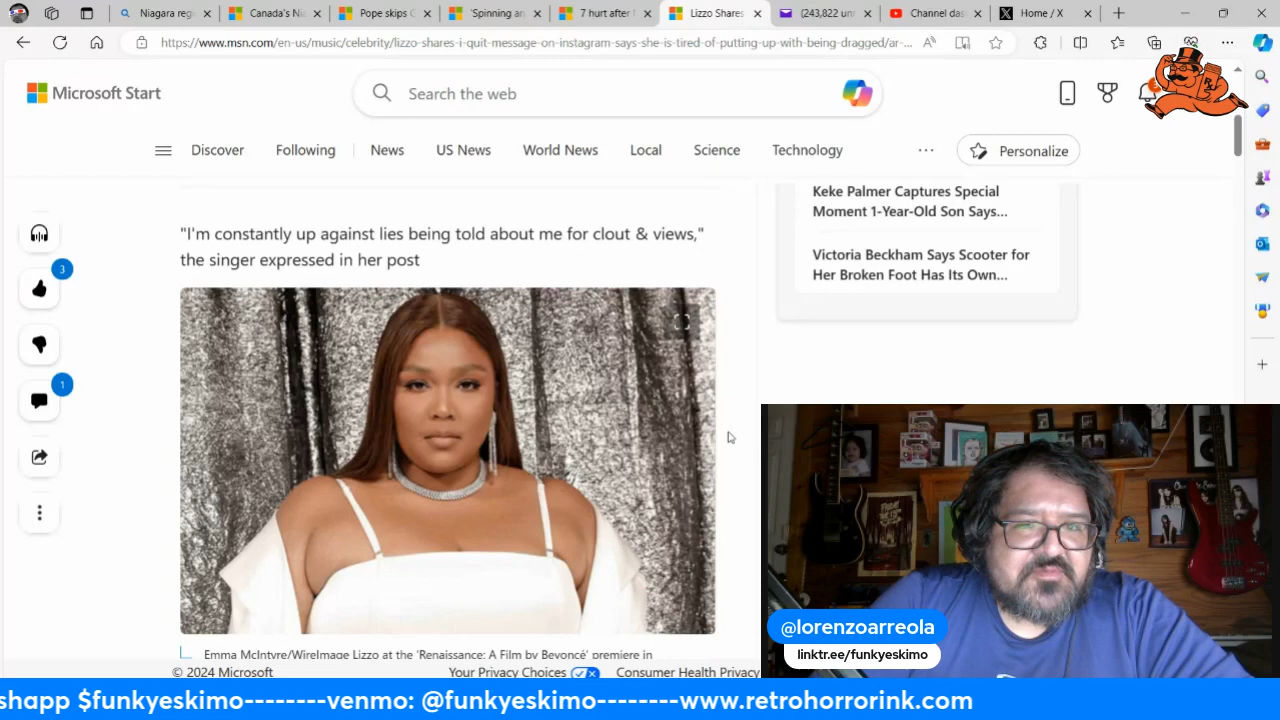 Niagara reg
Canada's Nia
Pope skips G
'Spinning an
7 hurt after N
Lizzo Shares
(243,822 unr
Channel das
Home / X
https://www.msn.com/en-us/music/celebrity/lizzo-shares-i-quit-message-on-instagram-says-she-is-tired-of-putting-up-with-being-dragged/ar-...
Microsoft Start
Search the web
Discover
Following
News
US News
World News
Local
Science
Technology
...
Personalize
Keke Palmer Captures Special
Moment 1-Year-Old Son Says...
Victoria Beckham Says Scooter for
Her Broken Foot Has Its Own...
"I'm constantly up against lies being told about me for clout & views,"
the singer expressed in her post
3
1
Emma McIntyre/WireImage Lizzo at the 'Renaissance: A Film by Beyoncé' premiere in
© 2024 Microsoft
Your Privacy Choices
Consumer Health Privacy
@lorenzoarreola
linktr.ee/funkyeskimo
shapp $funkyeskimo--------venmo: @funkyeskimo--------www.retrohorrorink.com